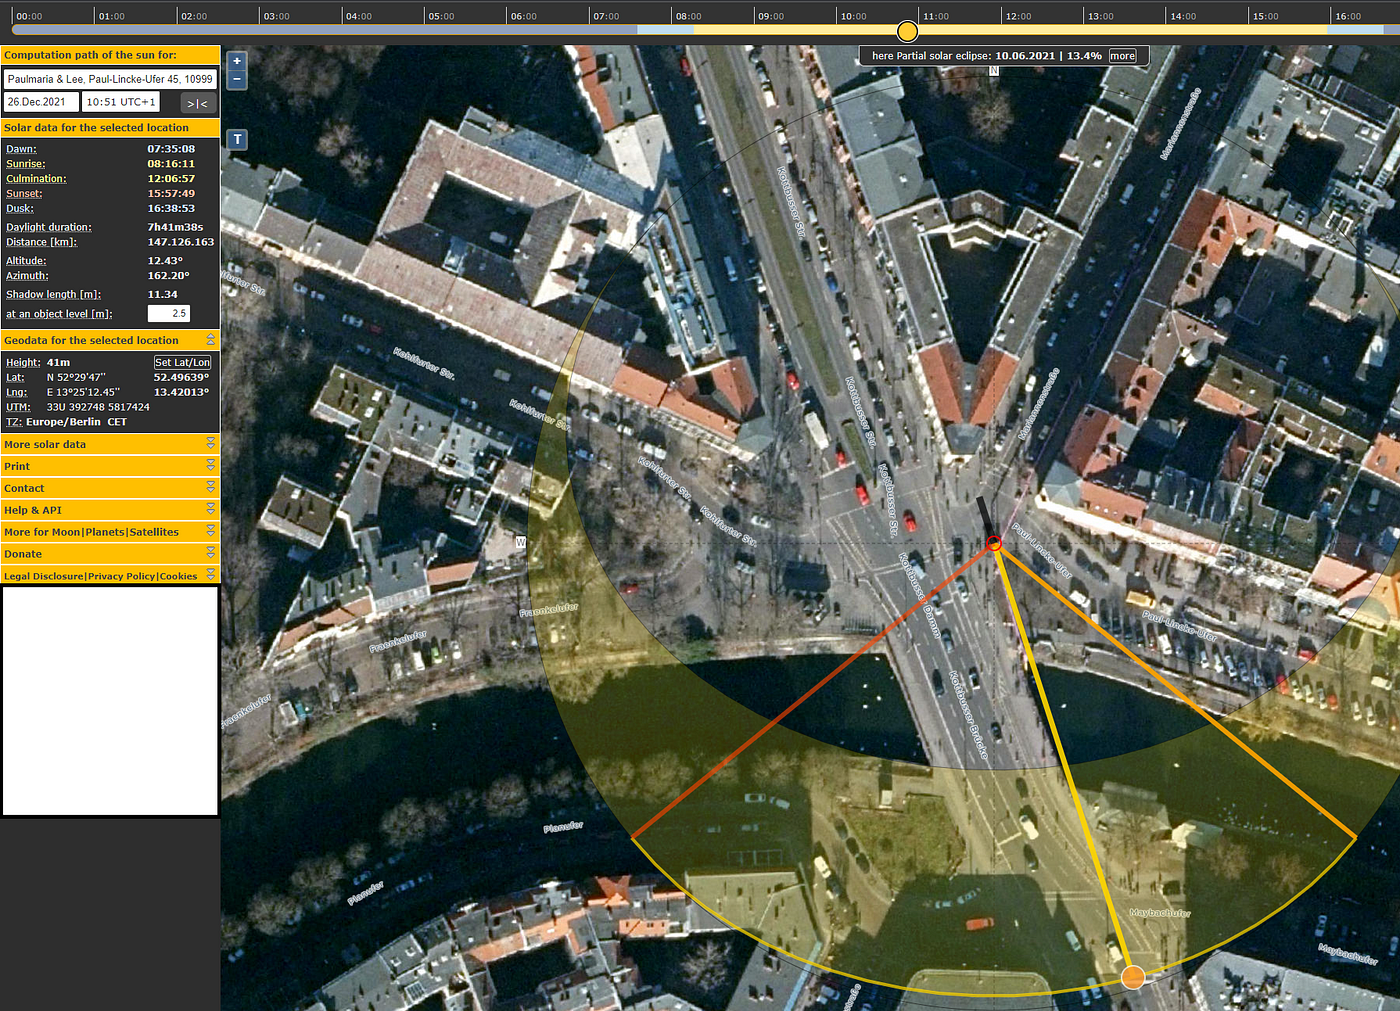 00:00 01:00 02:00 03:00 04:00 05:00 06:00 07:00 08:00 09:00 10:00 11:00 12:00 13:00 14:00 15:00 16:00
Computation path of the sun for:
Paulmaria & Lee, Paul-Lincke-Ufer 45, 10999
26.Dec.2021 10:51 UTC+1 >|<
Solar data for the selected location
Dawn: 07:35:08
Sunrise: 08:16:11
Culmination: 12:06:57
Sunset: 15:57:49
Dusk: 16:38:53
Daylight duration: 7h41m38s
Distance [km]: 147.126.163
Altitude: 12.43°
Azimuth: 162.20°
Shadow length [m]: 11.34
at an object level [m]: 2.5
Geodata for the selected location
Height: 41m Set Lat/Lon
Lat: N 52°29'47'' 52.49639°
Lng: E 13°25'12.45'' 13.42013°
UTM: 33U 392748 5817424
TZ: Europe/Berlin CET
More solar data
Print
Contact
Help & API
More for Moon|Planets|Satellites
Donate
Legal Disclosure|Privacy Policy|Cookies
+
−
T
here Partial solar eclipse: 10.06.2021 | 13.4% more
N
Mariannenstraße
Kottbusser Str.
Kohlfurter Str.
Mariannenstraße
Kottbusser Str.
Kohlfurter Str.
Kohlfurter Str.
Kottbusser Str.
Kohlfurter Str.
W
Paul-Lincke-Ufer
Kottbusser Damm
Fraenkelufer
Paul-Lincke-Ufer
Fraenkelufer
Fraenkelufer
Kottbusser Brücke
Planufer
Planufer
Maybachufer
Maybachufer